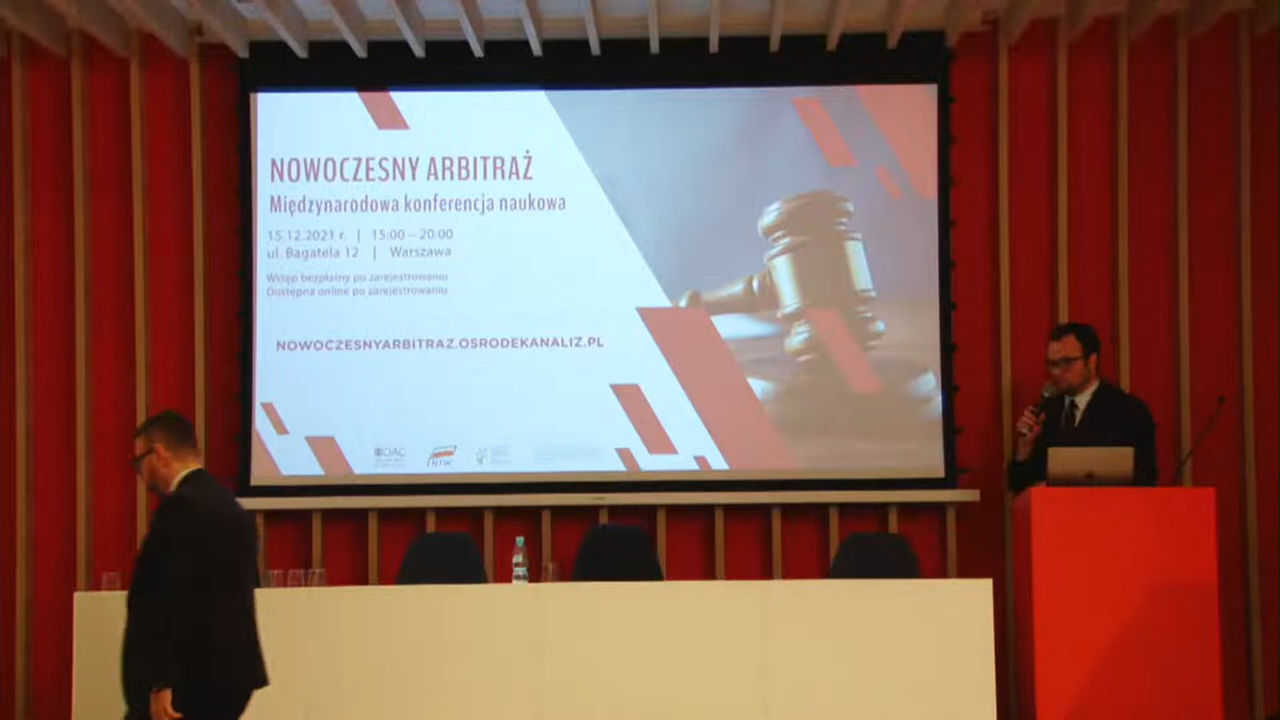 NOWOCZESNY ARBITRAŻ
Międzynarodowa konferencja naukowa
15.12.2021 r. | 15:00 – 20:00
ul. Bagatela 12 | Warszawa
Wstęp bezpłatny po zarejestrowaniu
Dostępna online po zarejestrowaniu
NOWOCZESNYARBITRAZ.OSRODEKANALIZ.PL